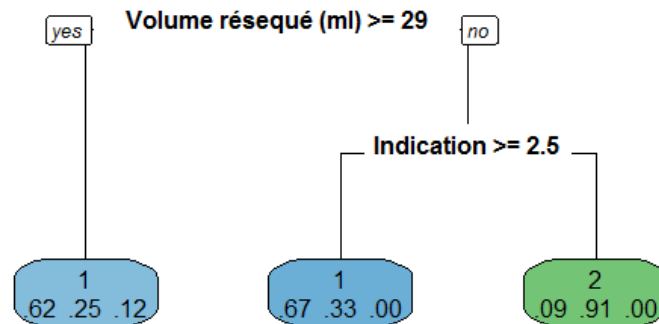 Volume réséqué (ml) >= 29
yes
no
Indication >= 2.5
1
.62 .25 .12
1
.67 .33 .00
2
.09 .91 .00